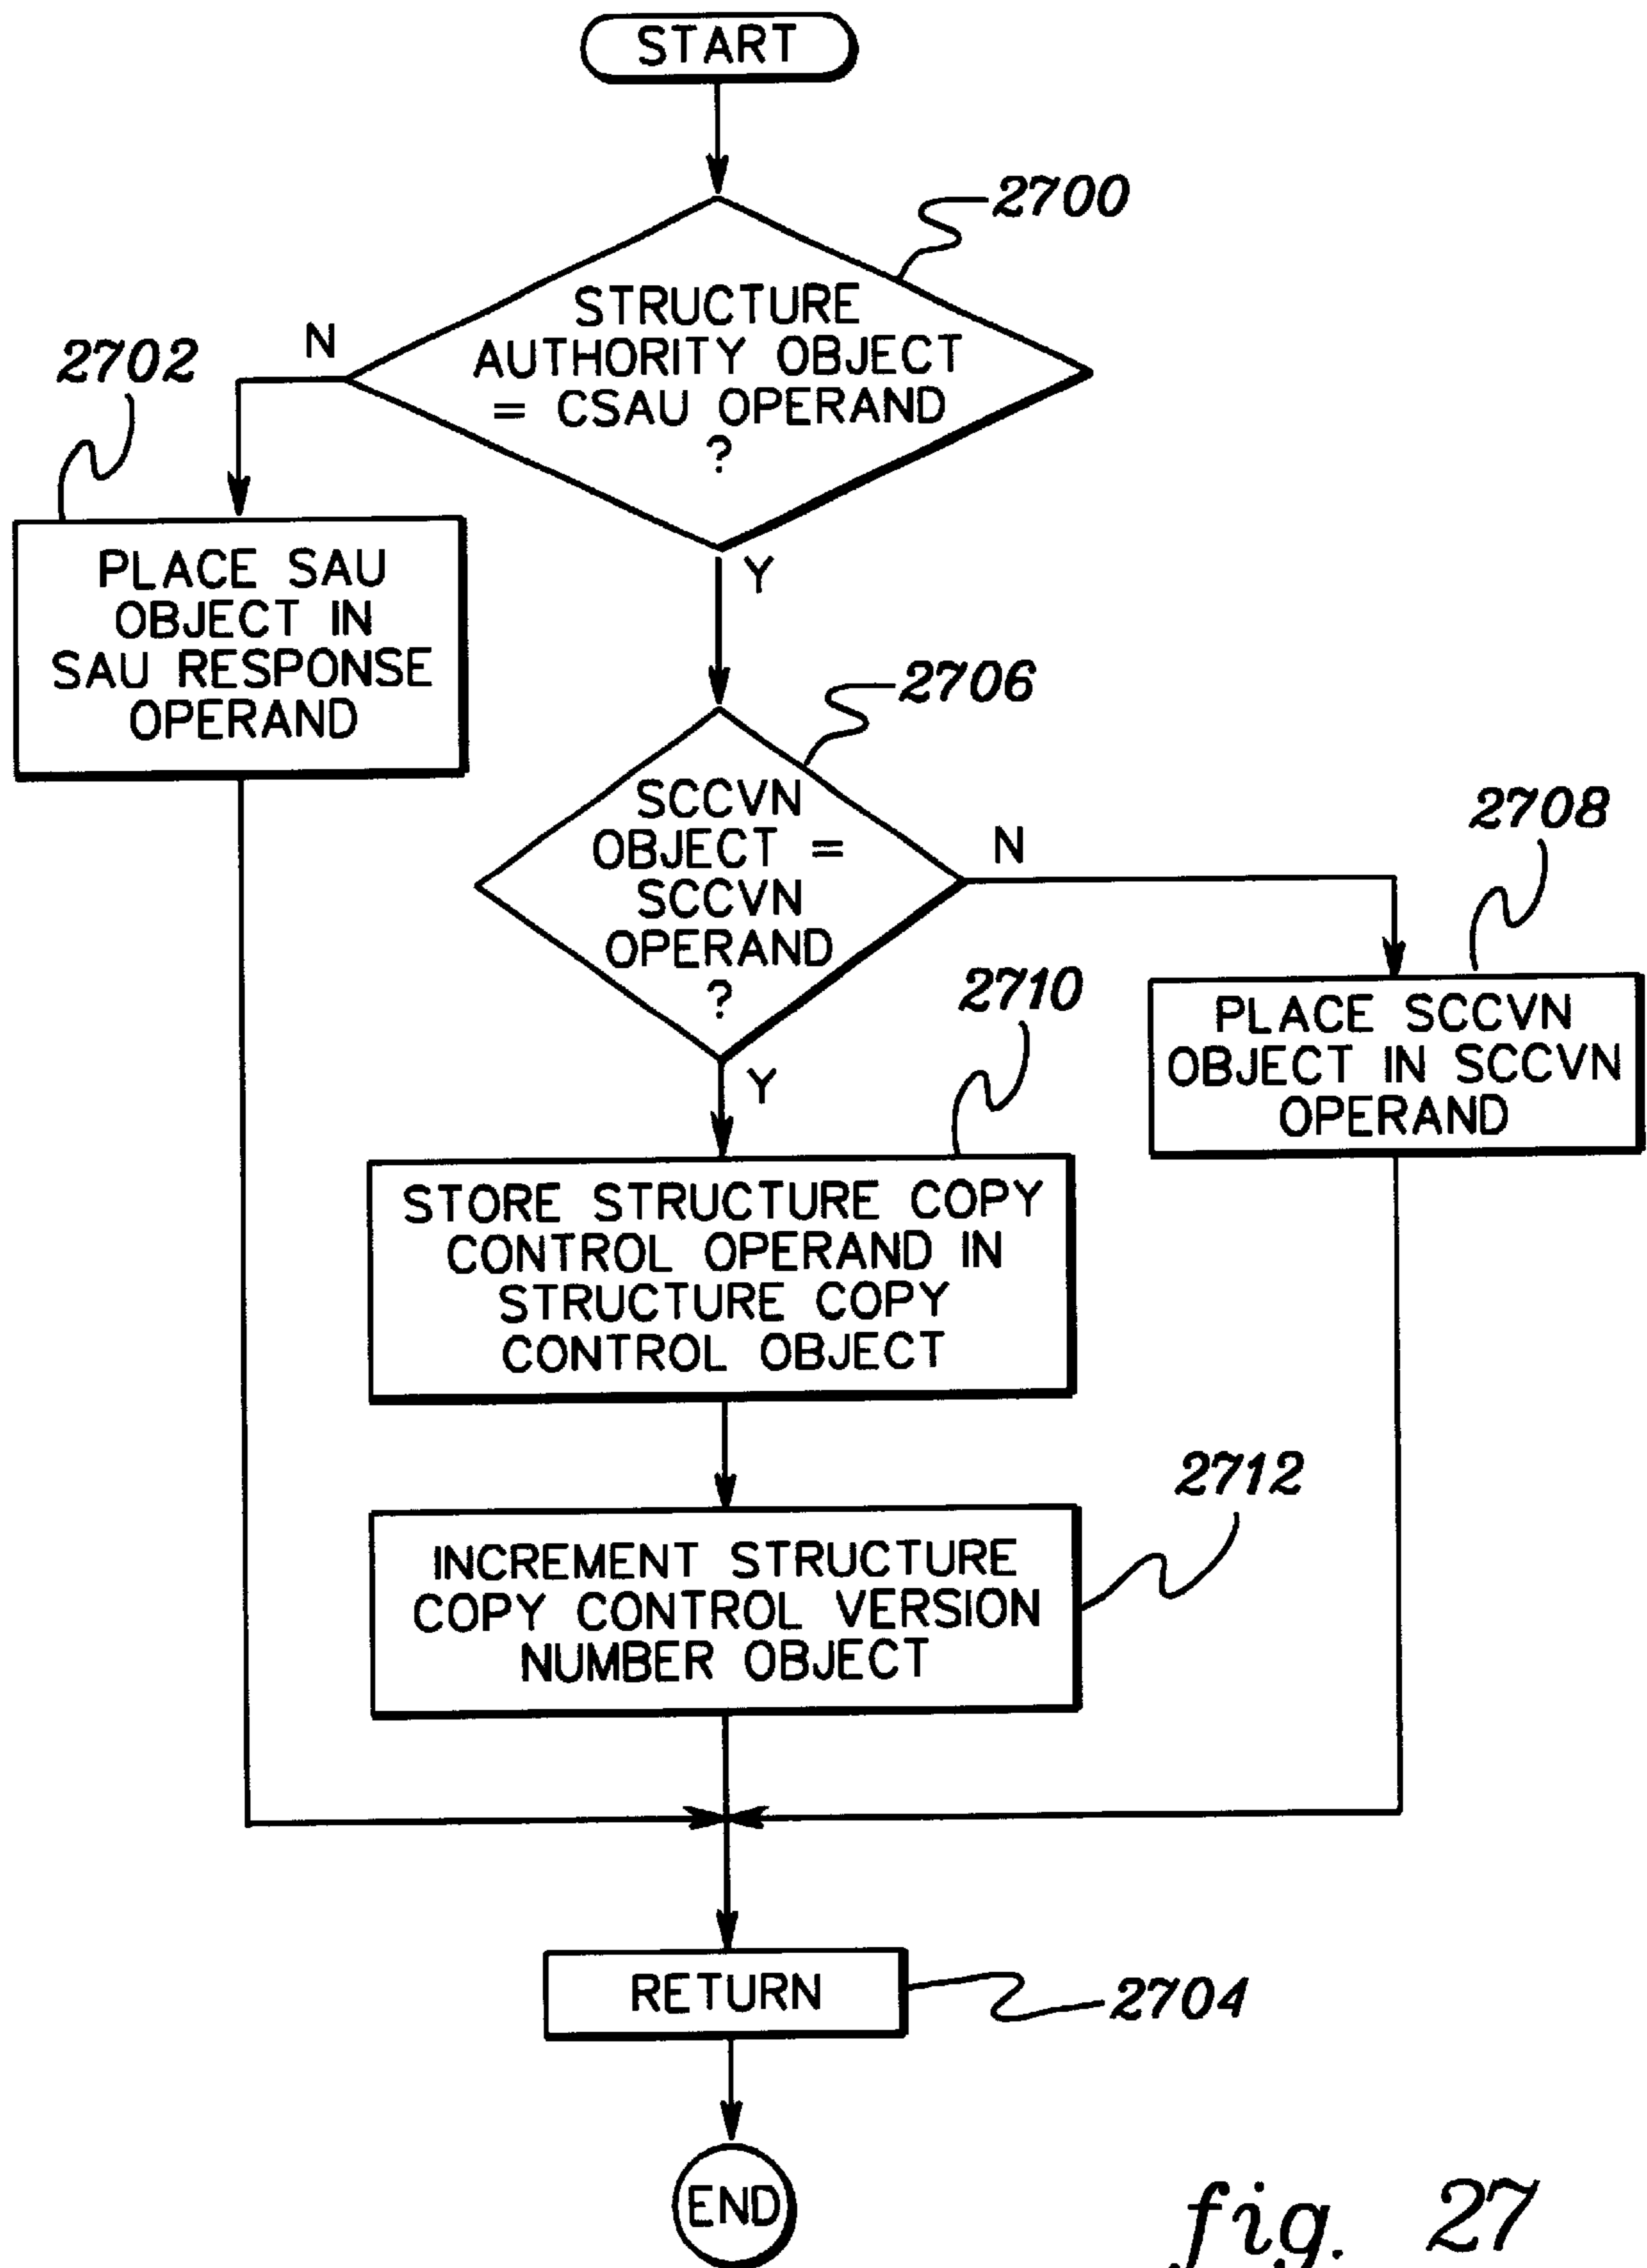 START
2700
STRUCTURE
AUTHORITY OBJECT
= CSAU OPERAND
?
N
2702
PLACE SAU
OBJECT IN
SAU RESPONSE
OPERAND
Y
2706
SCCVN
OBJECT =
SCCVN
OPERAND
?
N
2708
PLACE SCCVN
OBJECT IN SCCVN
OPERAND
Y
2710
STORE STRUCTURE COPY
CONTROL OPERAND IN
STRUCTURE COPY
CONTROL OBJECT
2712
INCREMENT STRUCTURE
COPY CONTROL VERSION
NUMBER OBJECT
RETURN
2704
END
fig. 27